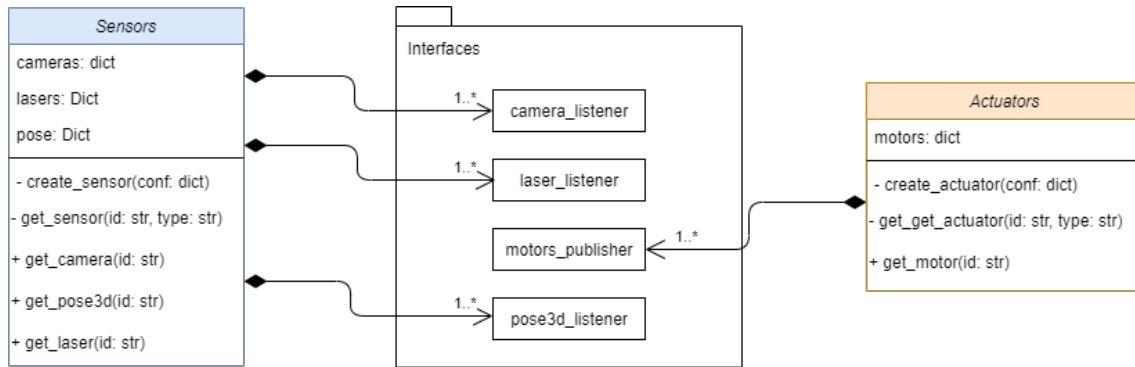 Sensors
cameras: dict
lasers: Dict
pose: Dict
- create_sensor(conf: dict)
- get_sensor(id: str, type: str)
+ get_camera(id: str)
+ get_pose3d(id: str)
+ get_laser(id: str)
Interfaces
1..*
camera_listener
1..*
laser_listener
motors_publisher
1..*
1..*
pose3d_listener
Actuators
motors: dict
- create_actuator(conf: dict)
- get_get_actuator(id: str, type: str)
+ get_motor(id: str)